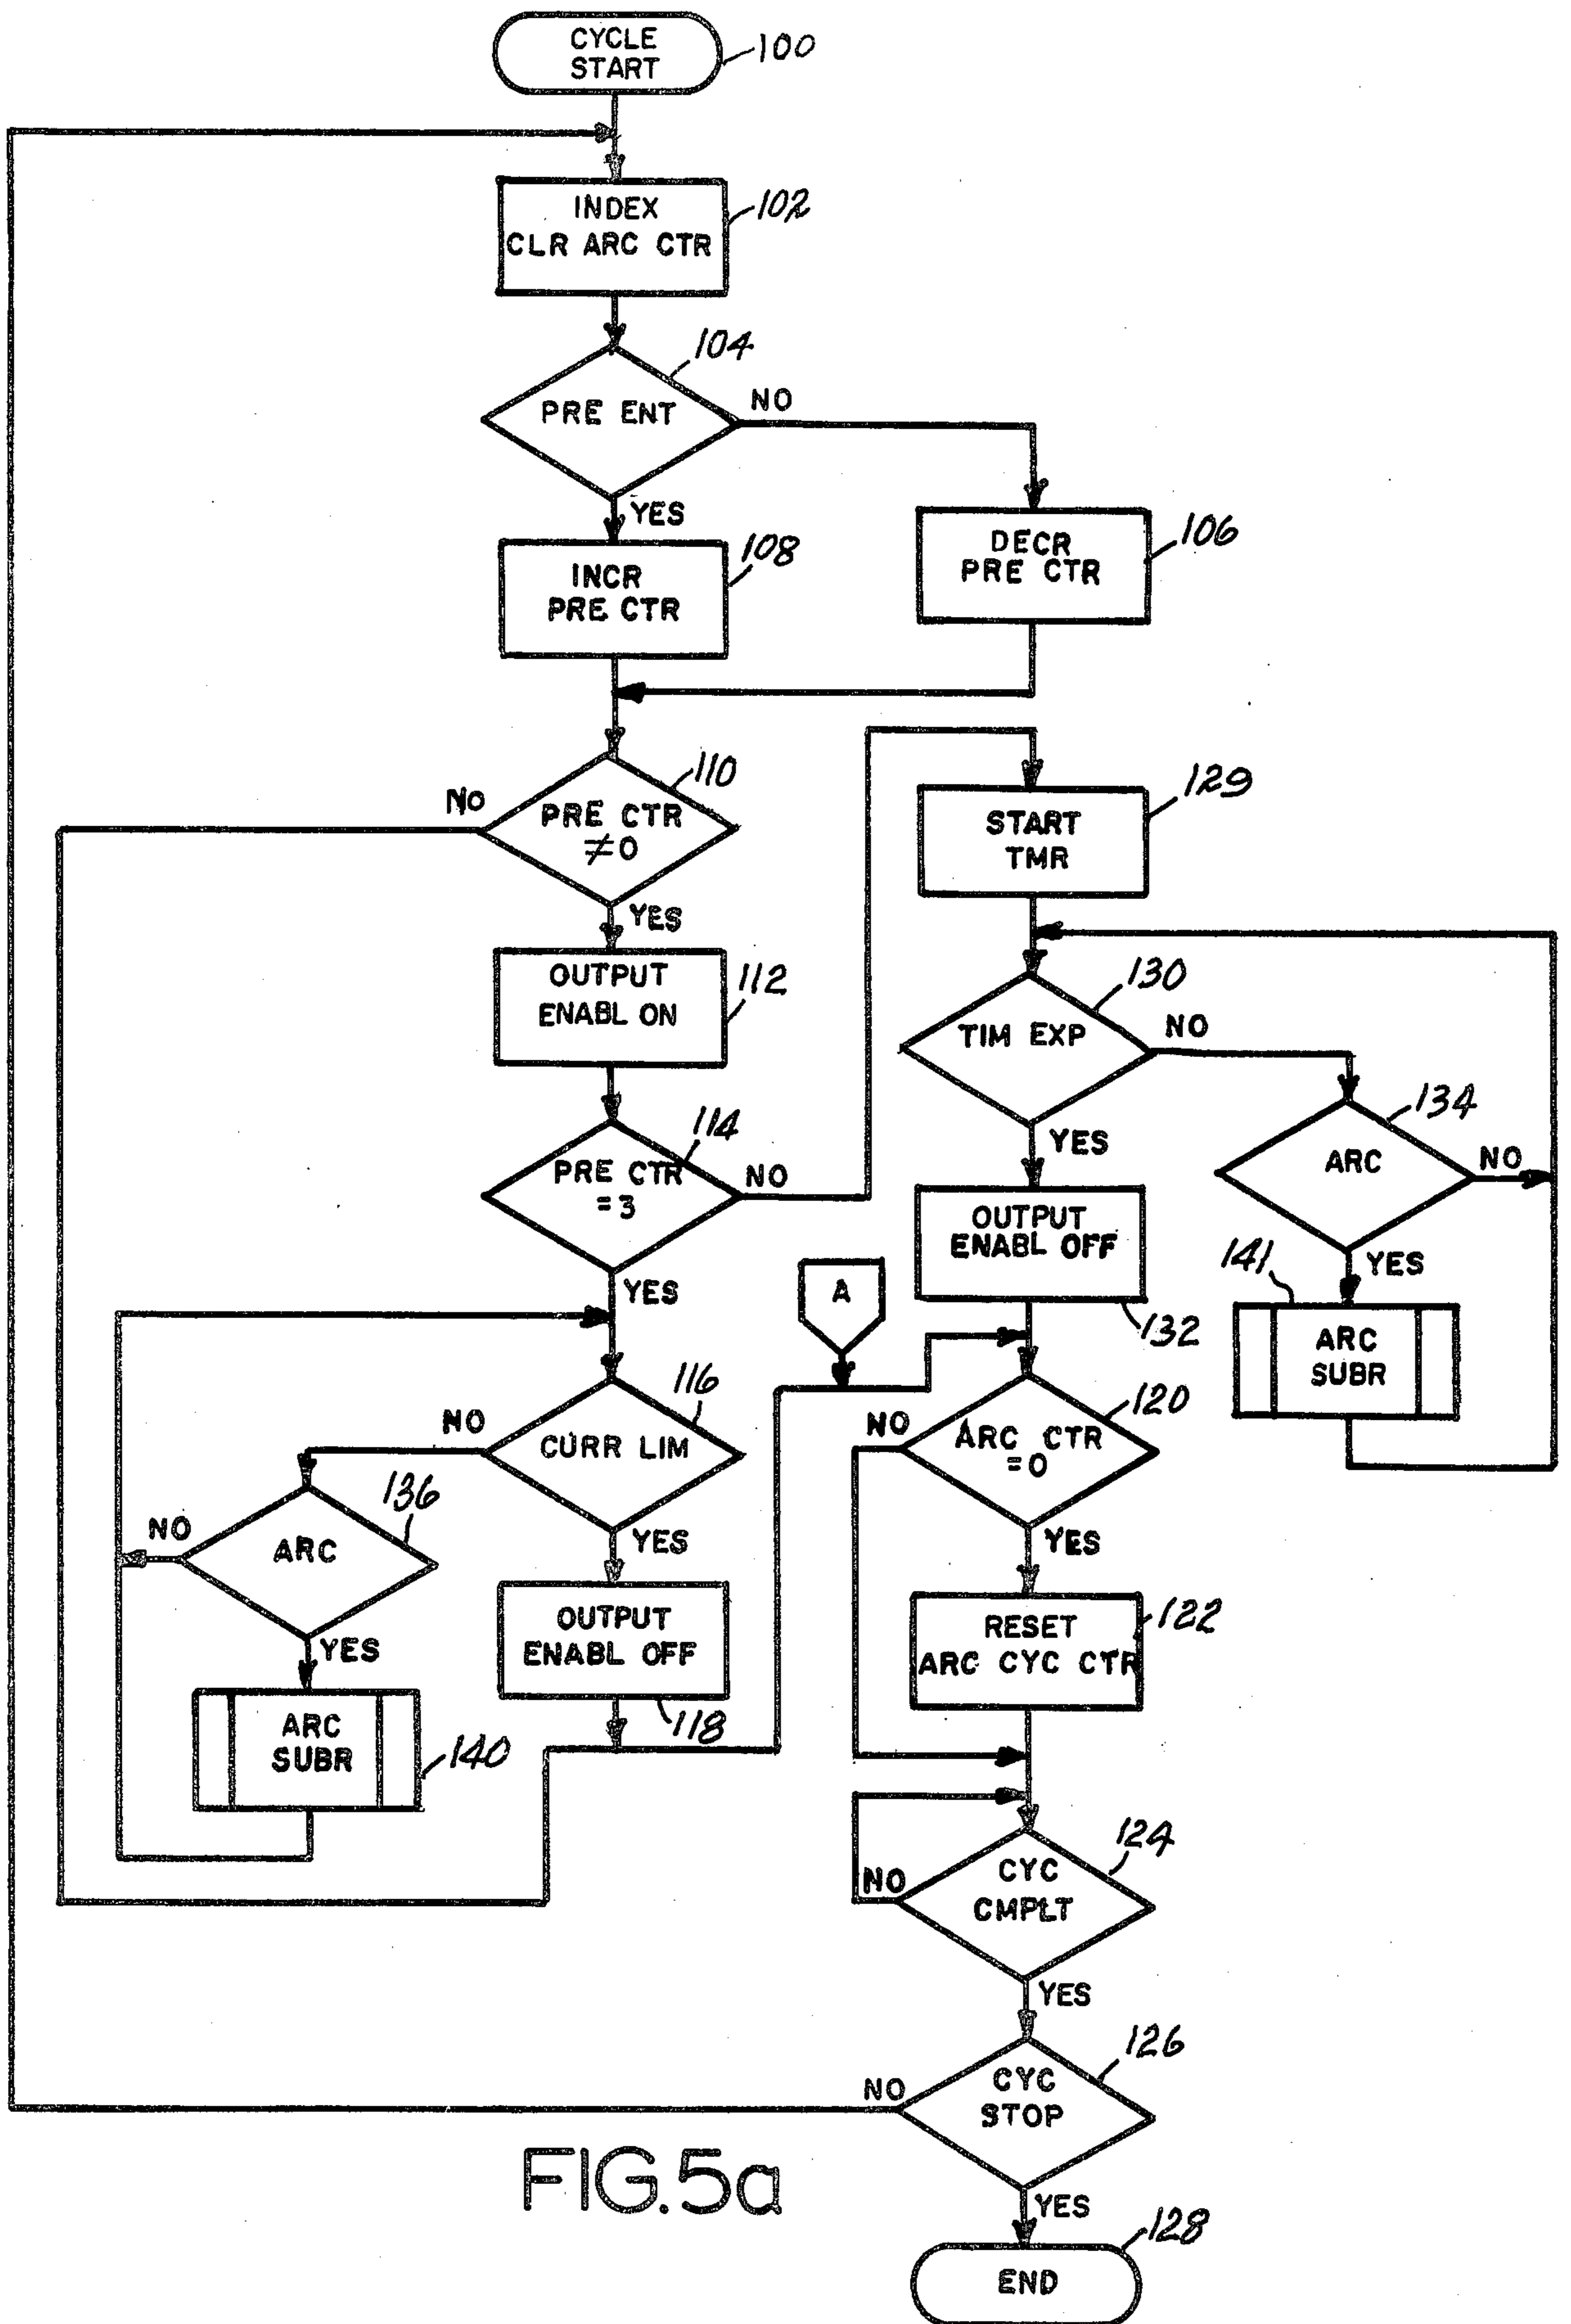 CYCLE
START
100
INDEX
CLR ARC CTR
102
PRE ENT
104
NO
YES
INCR
PRE CTR
108
DECR
PRE CTR
106
PRE CTR
≠0
110
NO
YES
OUTPUT
ENABL ON
112
PRE CTR
=3
114
NO
YES
START
TMR
129
TIM EXP
130
NO
YES
ARC
134
NO
YES
ARC
SUBR
141
OUTPUT
ENABL OFF
132
A
CURR LIM
116
NO
YES
ARC
136
NO
YES
ARC
SUBR
140
OUTPUT
ENABL OFF
118
ARC CTR
=0
120
NO
YES
RESET
ARC CYC CTR
122
CYC
CMPLT
124
NO
YES
CYC
STOP
126
NO
YES
END
128
FIG.5a